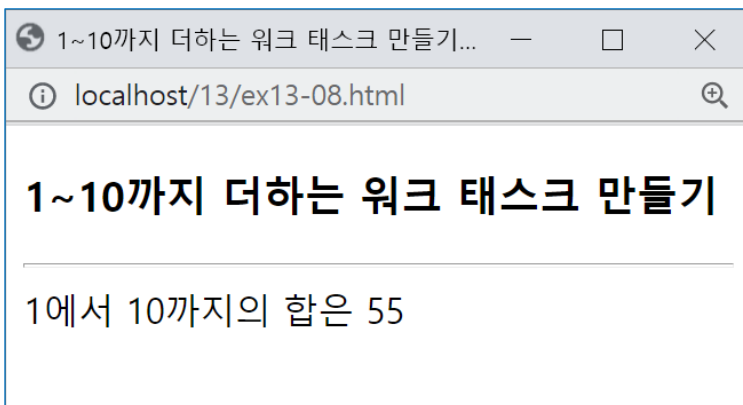 1~10까지 더하는 워크 태스크 만들기...
localhost/13/ex13-08.html
1~10까지 더하는 워크 태스크 만들기
1에서 10까지의 합은 55